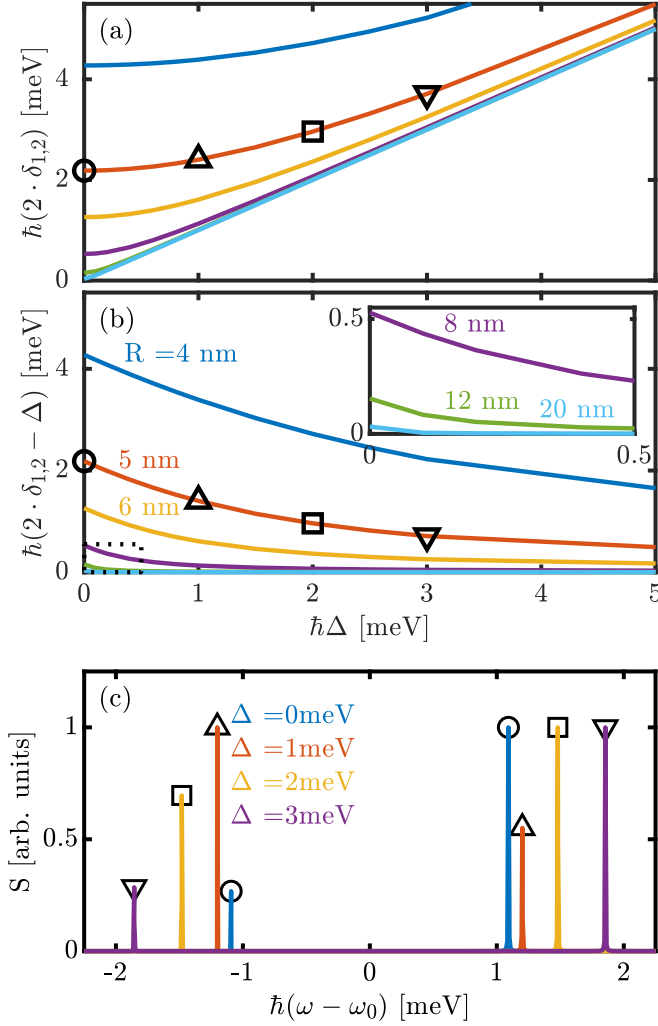 (a)
ℏ(2 · δ₁,₂) [meV]
4
2
0
(b)
ℏ(2 · δ₁,₂ − Δ) [meV]
4
2
0
R =4 nm
5 nm
6 nm
0.5
0
8 nm
12 nm
20 nm
0
0.5
0
1
2
3
4
5
ℏΔ [meV]
(c)
S [arb. units]
1
0.5
0
Δ =0meV
Δ =1meV
Δ =2meV
Δ =3meV
-2
-1
0
1
2
ℏ(ω − ω₀) [meV]